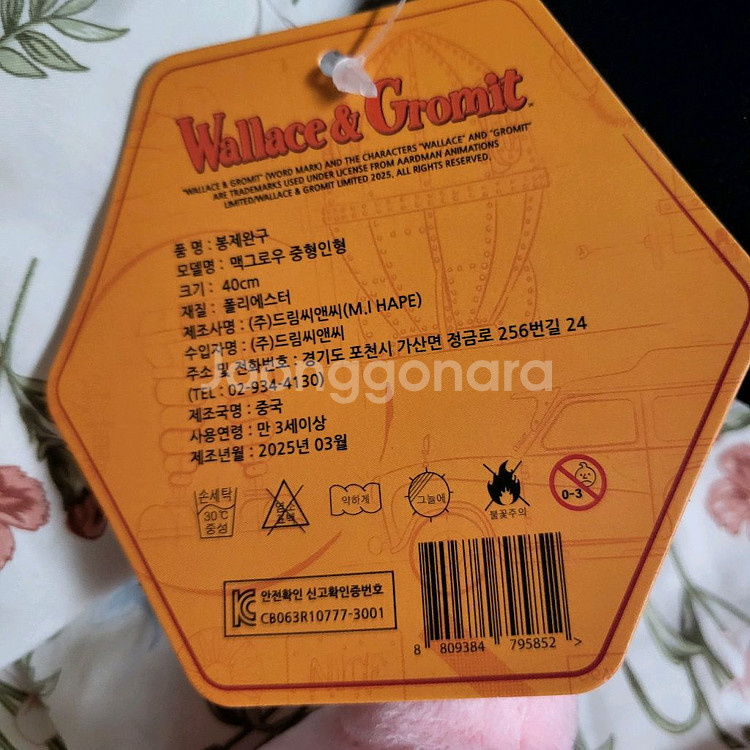 Wallace & Gromit™
"WALLACE & GROMIT" (WORD MARK) AND THE CHARACTERS "WALLACE" AND "GROMIT"
ARE TRADEMARKS USED UNDER LICENSE FROM AARDMAN ANIMATIONS
LIMITED/WALLACE & GROMIT LIMITED 2025. ALL RIGHTS RESERVED.
품 명 : 봉제완구
모델명 : 맥그로우 중형인형
크기 : 40cm
재질 : 폴리에스터
제조사명 : (주)드림씨앤씨(M.I HAPE)
수입자명 : (주)드림씨앤씨
주소 및 전화번호 : 경기도 포천시 가산면 정금로 256번길 24
(TEL : 02-934-4130)
Joonggonara
제조국명 : 중국
사용연령 : 만 3세이상
제조년월 : 2025년 03월
손세탁
30℃
중성
염소
표백
약하게
그늘에
불꽃주의
0-3
안전확인 신고확인증번호
CB063R10777-3001
8 809384 795852 >